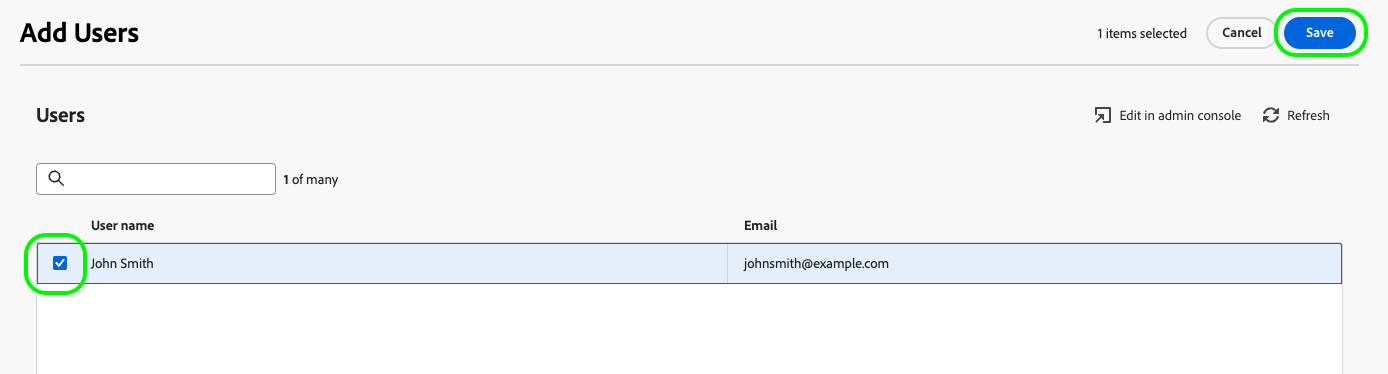 Add Users
1 items selected
Cancel
Save
Users
Edit in admin console
Refresh
1 of many
User name
Email
John Smith
johnsmith@example.com